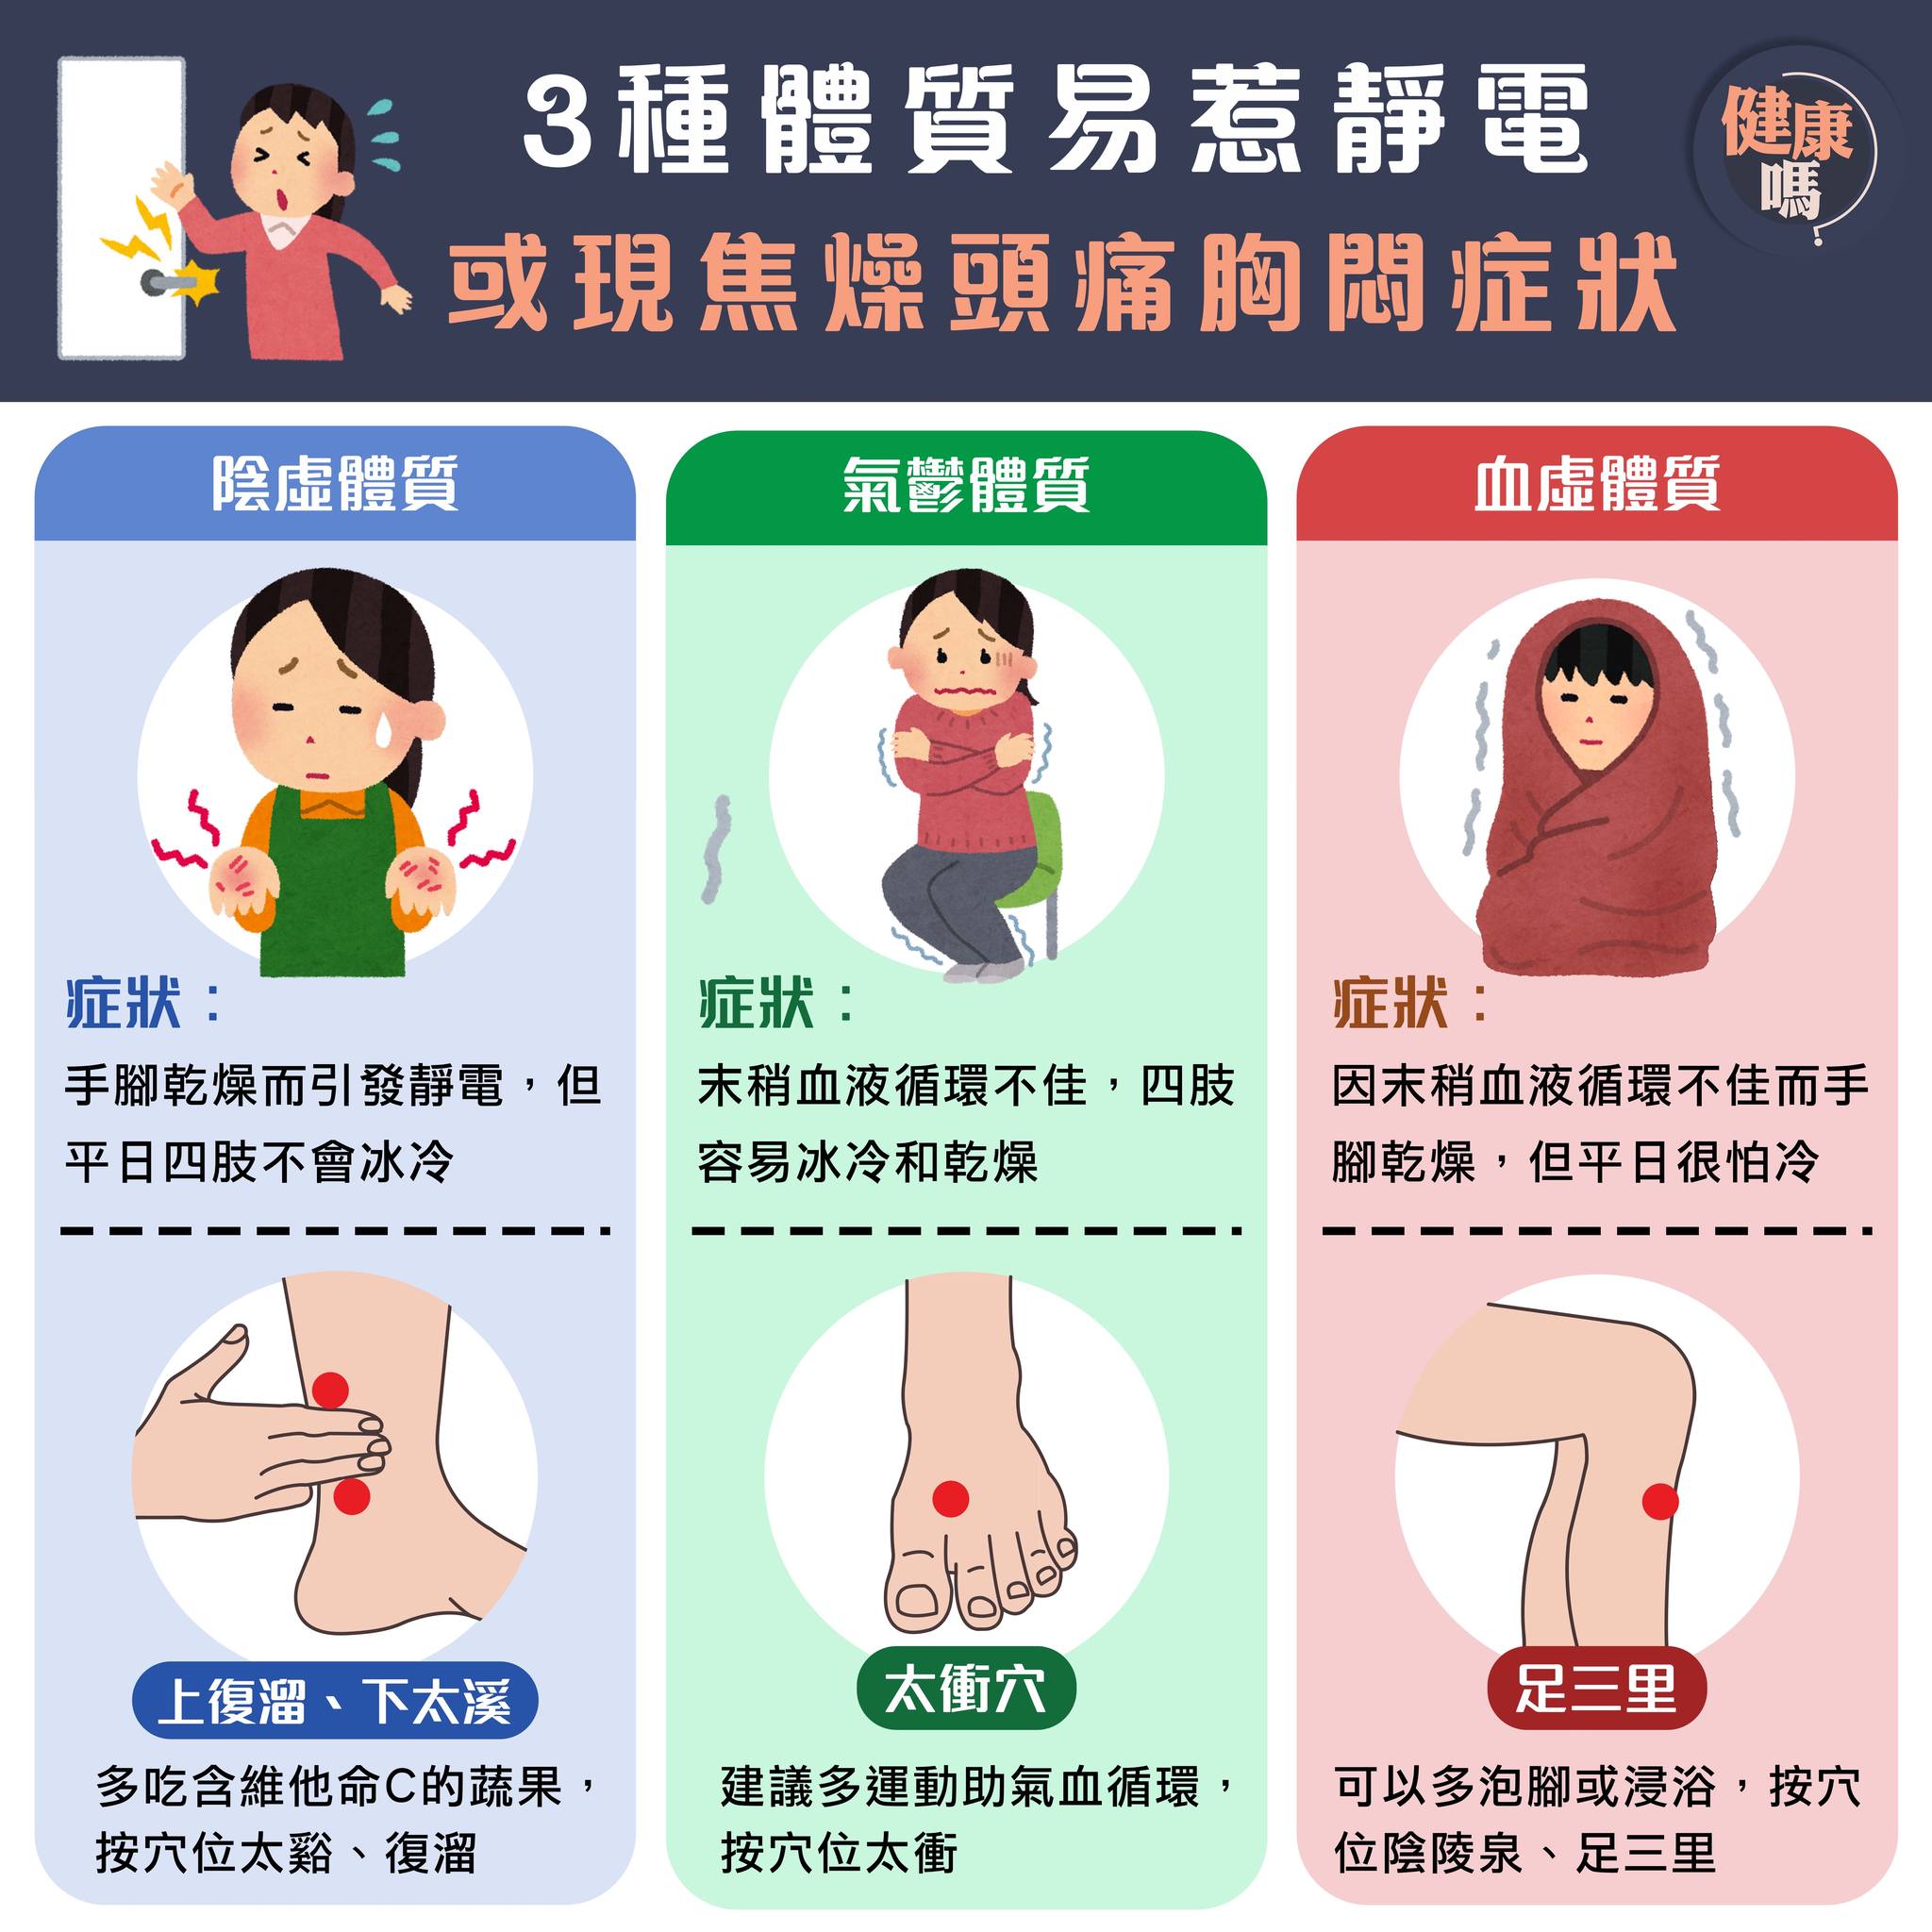 3種體質易惹靜電
或現焦燥頭痛胸悶症狀
健康
嗎?
陰虛體質
症狀：
手腳乾燥而引發靜電，但
平日四肢不會冰冷
上復溜、下太溪
多吃含維他命C的蔬果，
按穴位太谿、復溜
氣鬱體質
症狀：
末稍血液循環不佳，四肢
容易冰冷和乾燥
太衝穴
建議多運動助氣血循環，
按穴位太衝
血虛體質
症狀：
因末稍血液循環不佳而手
腳乾燥，但平日很怕冷
足三里
可以多泡腳或浸浴，按穴
位陰陵泉、足三里